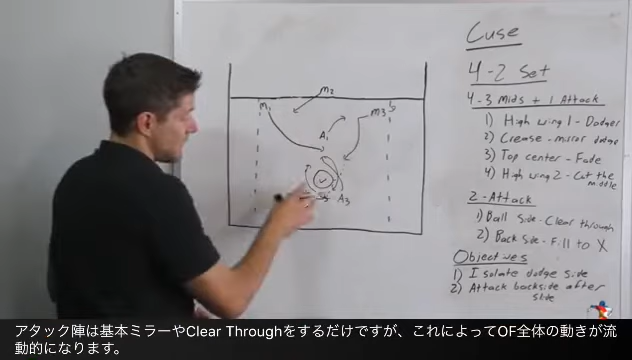 Cuse
4-2 Set
4-3 Mids + 1 Attack
1) High wing 1 - Dodger
2) Crease - mirror dodge
3) Top center - Fade
4) High wing 2 - Cut the middle
2-Attack
1) Ball side - Clear through
2) Back side - Fill to X
Objectives
1) Isolate dodge side
2) Attack backside after slide
M2
M1
M3
A1
A3
アタック陣は基本ミラーやClear Throughをするだけですが、これによってOF全体の動きが流
動的になります。